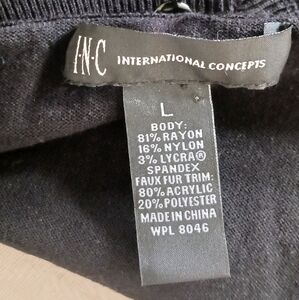 I·N·C INTERNATIONAL CONCEPTS
L
BODY:
81% RAYON
16% NYLON
3% LYCRA®
SPANDEX
FAUX FUR TRIM:
80% ACRYLIC
20% POLYESTER
MADE IN CHINA
WPL 8046